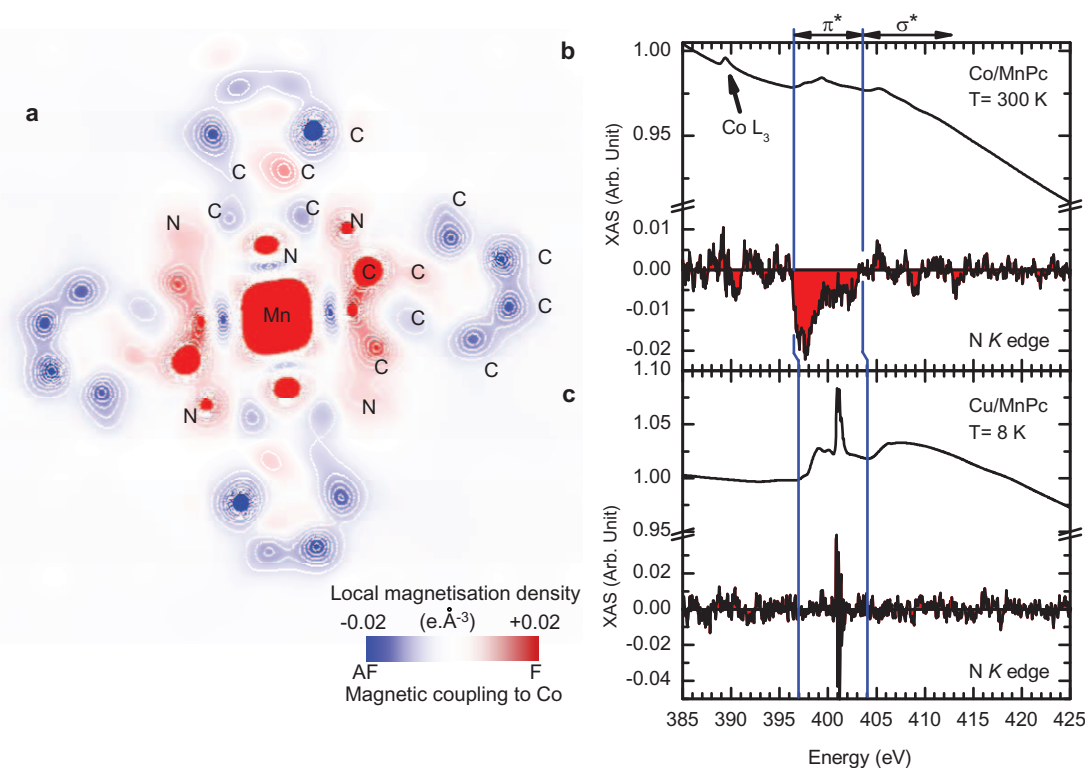 a
C
C
C
C
C
C
N
N
N
C
C
C
C
C
Mn
C
C
C
N
N
Local magnetisation density
-0.02 (e.Å⁻³) +0.02
AF F
Magnetic coupling to Co
π* σ*
b
1.00
0.95
0.01
0.00
-0.01
-0.02
XAS (Arb. Unit)
Co/MnPc
T= 300 K
Co L₃
N K edge
c
1.10
1.05
1.00
0.95
0.02
0.00
-0.02
-0.04
XAS (Arb. Unit)
Cu/MnPc
T= 8 K
N K edge
385 390 395 400 405 410 415 420 425
Energy (eV)